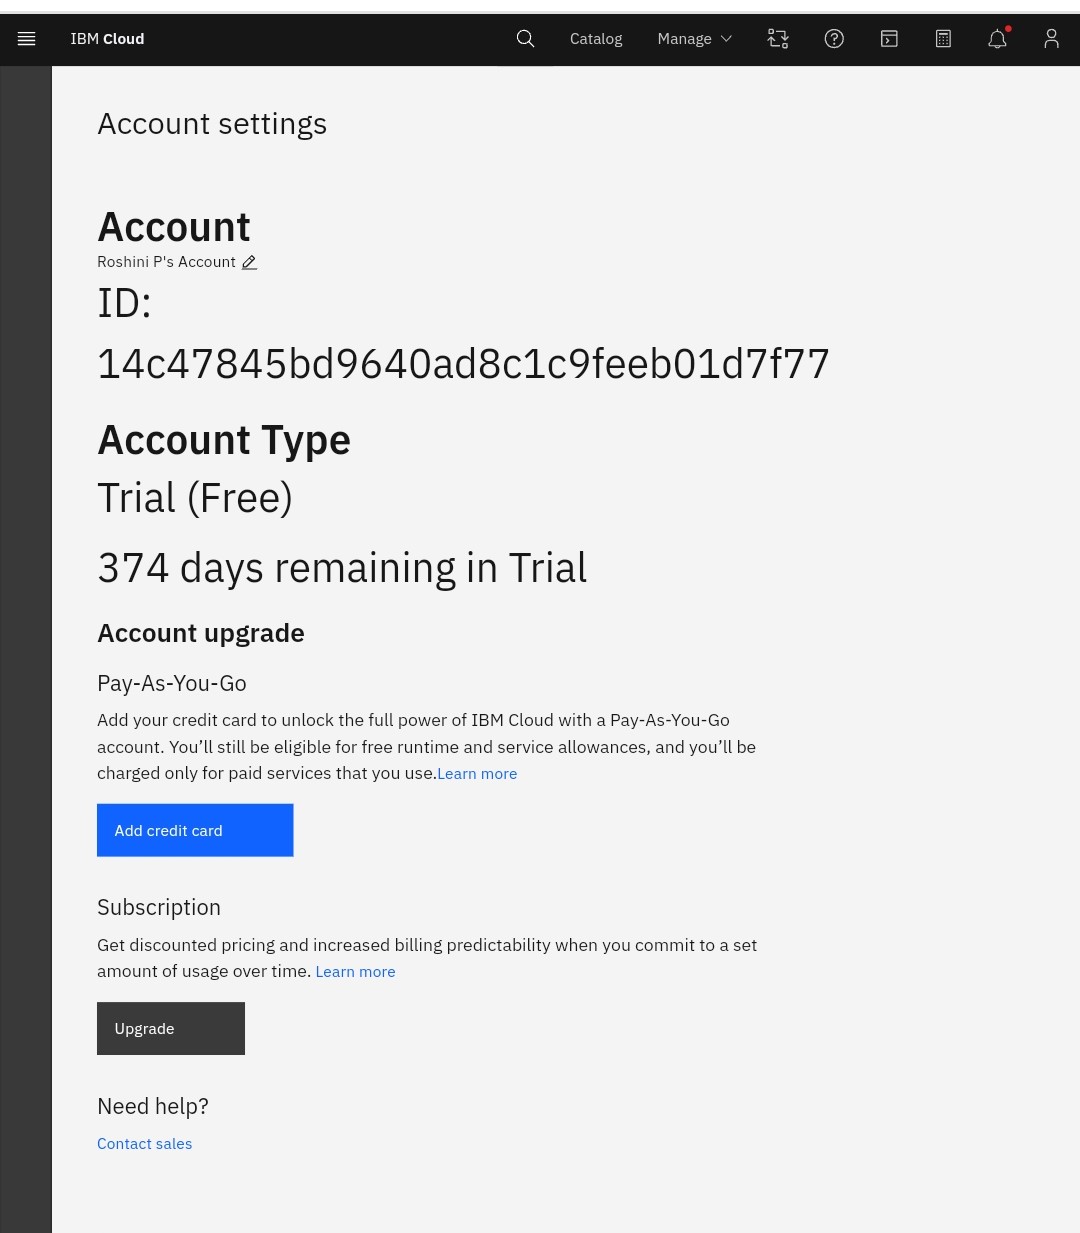 IBM Cloud
Catalog
Manage
Account settings
Account
Roshini P's Account
ID:
14c47845bd9640ad8c1c9feeb01d7f77
Account Type
Trial (Free)
374 days remaining in Trial
Account upgrade
Pay-As-You-Go
Add your credit card to unlock the full power of IBM Cloud with a Pay-As-You-Go
account. You’ll still be eligible for free runtime and service allowances, and you’ll be
charged only for paid services that you use.Learn more
Add credit card
Subscription
Get discounted pricing and increased billing predictability when you commit to a set
amount of usage over time. Learn more
Upgrade
Need help?
Contact sales